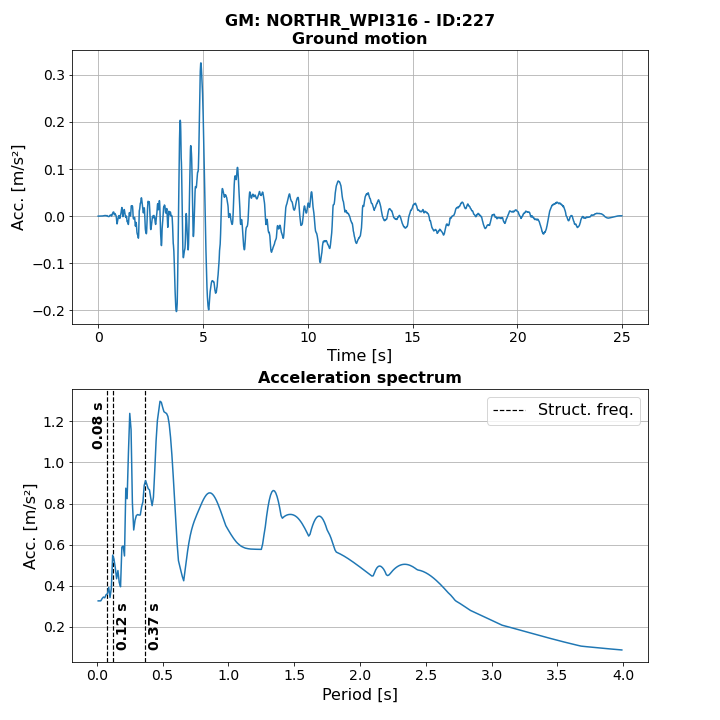 GM: NORTHR_WPI316 - ID:227
Ground motion
Acc. [m/s²]
0.3
0.2
0.1
0.0
−0.1
−0.2
0
5
10
15
20
25
Time [s]
Acceleration spectrum
Acc. [m/s²]
1.2
1.0
0.8
0.6
0.4
0.2
0.08 s
0.12 s
0.37 s
Struct. freq.
0.0
0.5
1.0
1.5
2.0
2.5
3.0
3.5
4.0
Period [s]